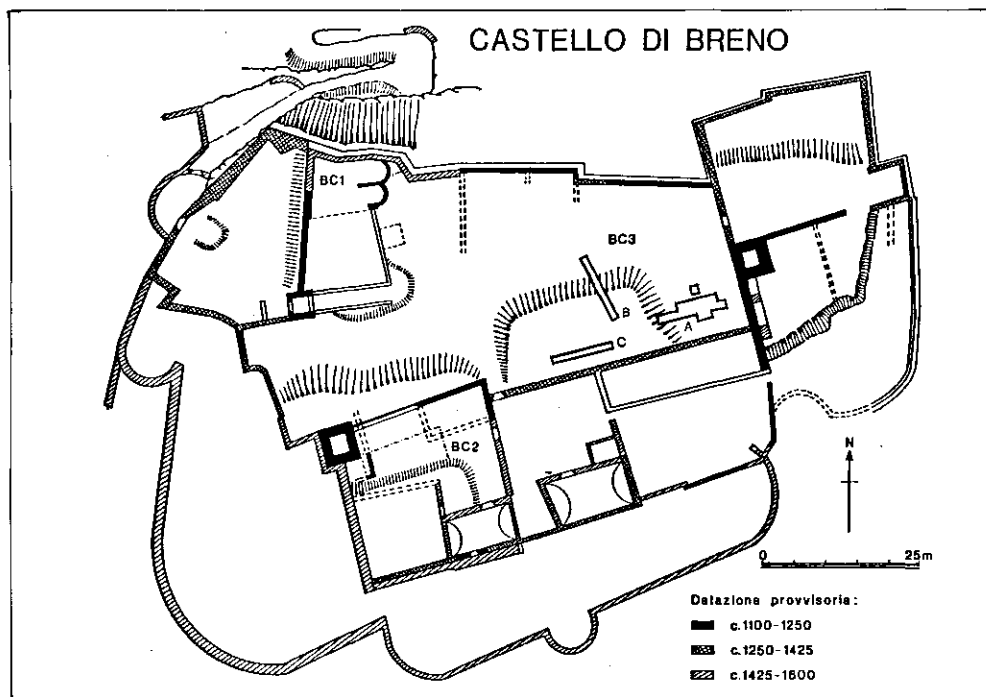 CASTELLO DI BRENO
BC1
BC3
B
A
C
BC2
N
0 25m
Datazione provvisoria:
c.1100-1250
c.1250-1425
c.1425-1600